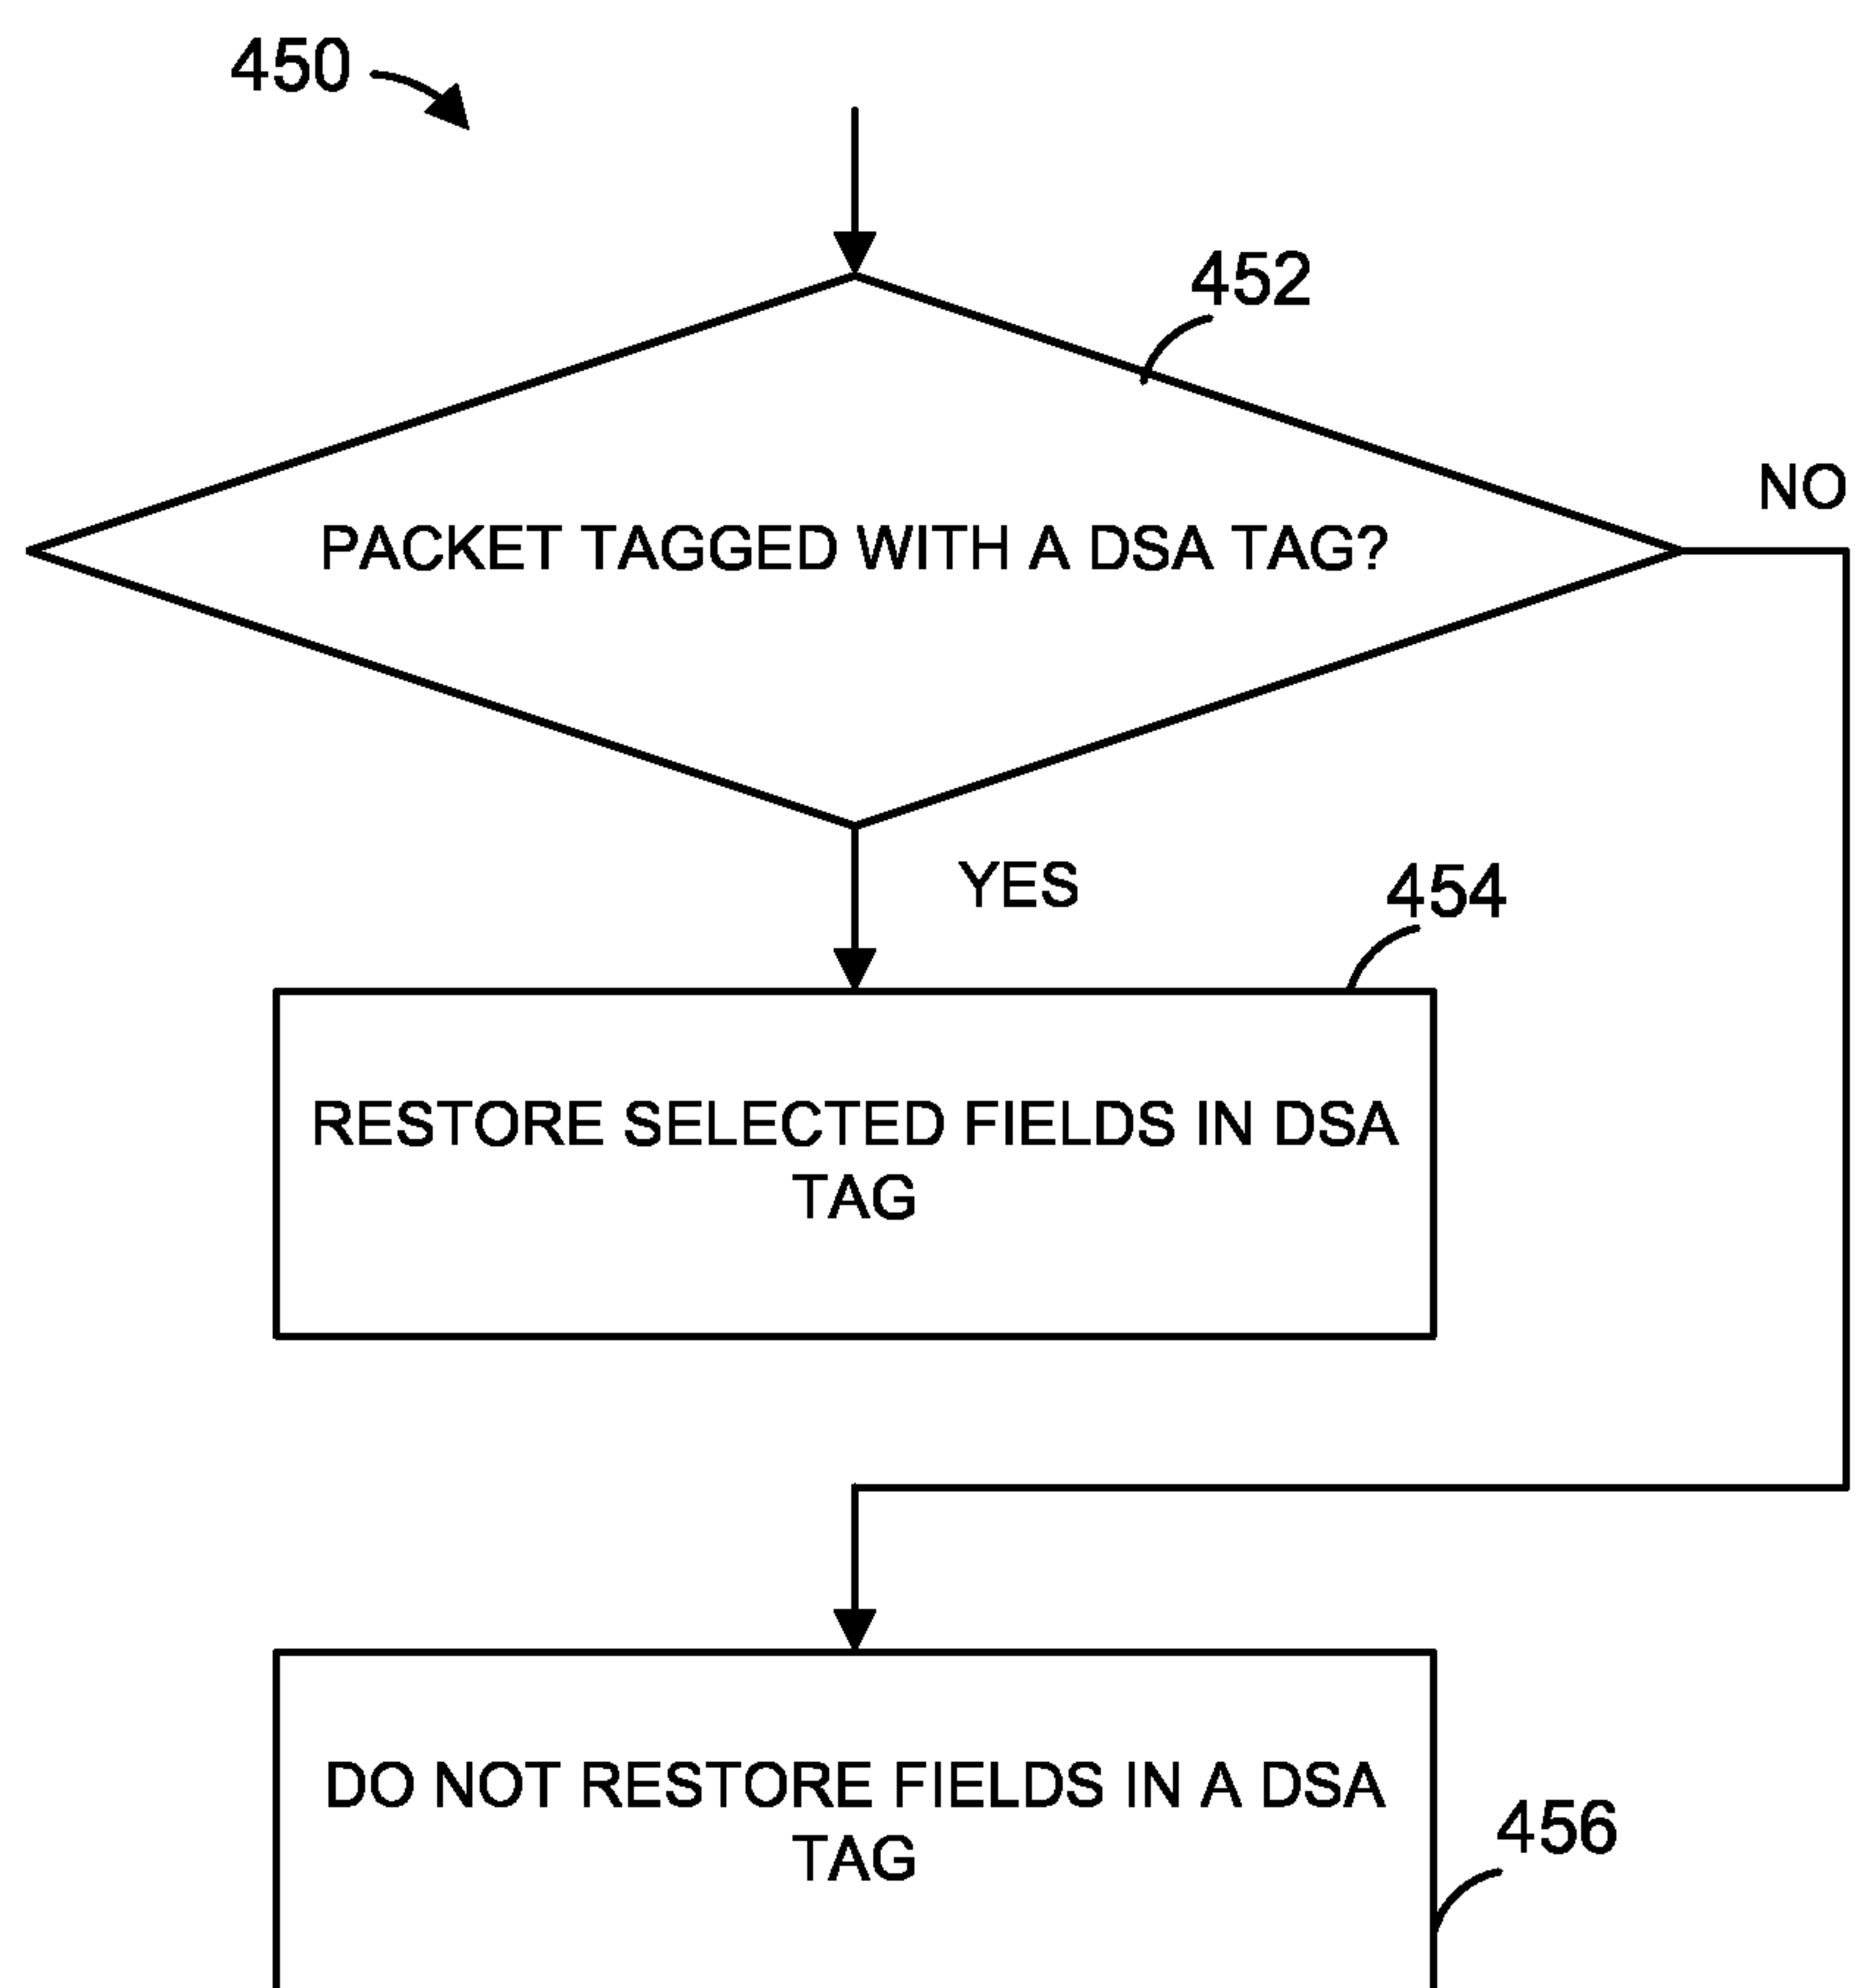 450
452
NO
PACKET TAGGED WITH A DSA TAG?
YES
454
RESTORE SELECTED FIELDS IN DSA
TAG
DO NOT RESTORE FIELDS IN A DSA
TAG
456